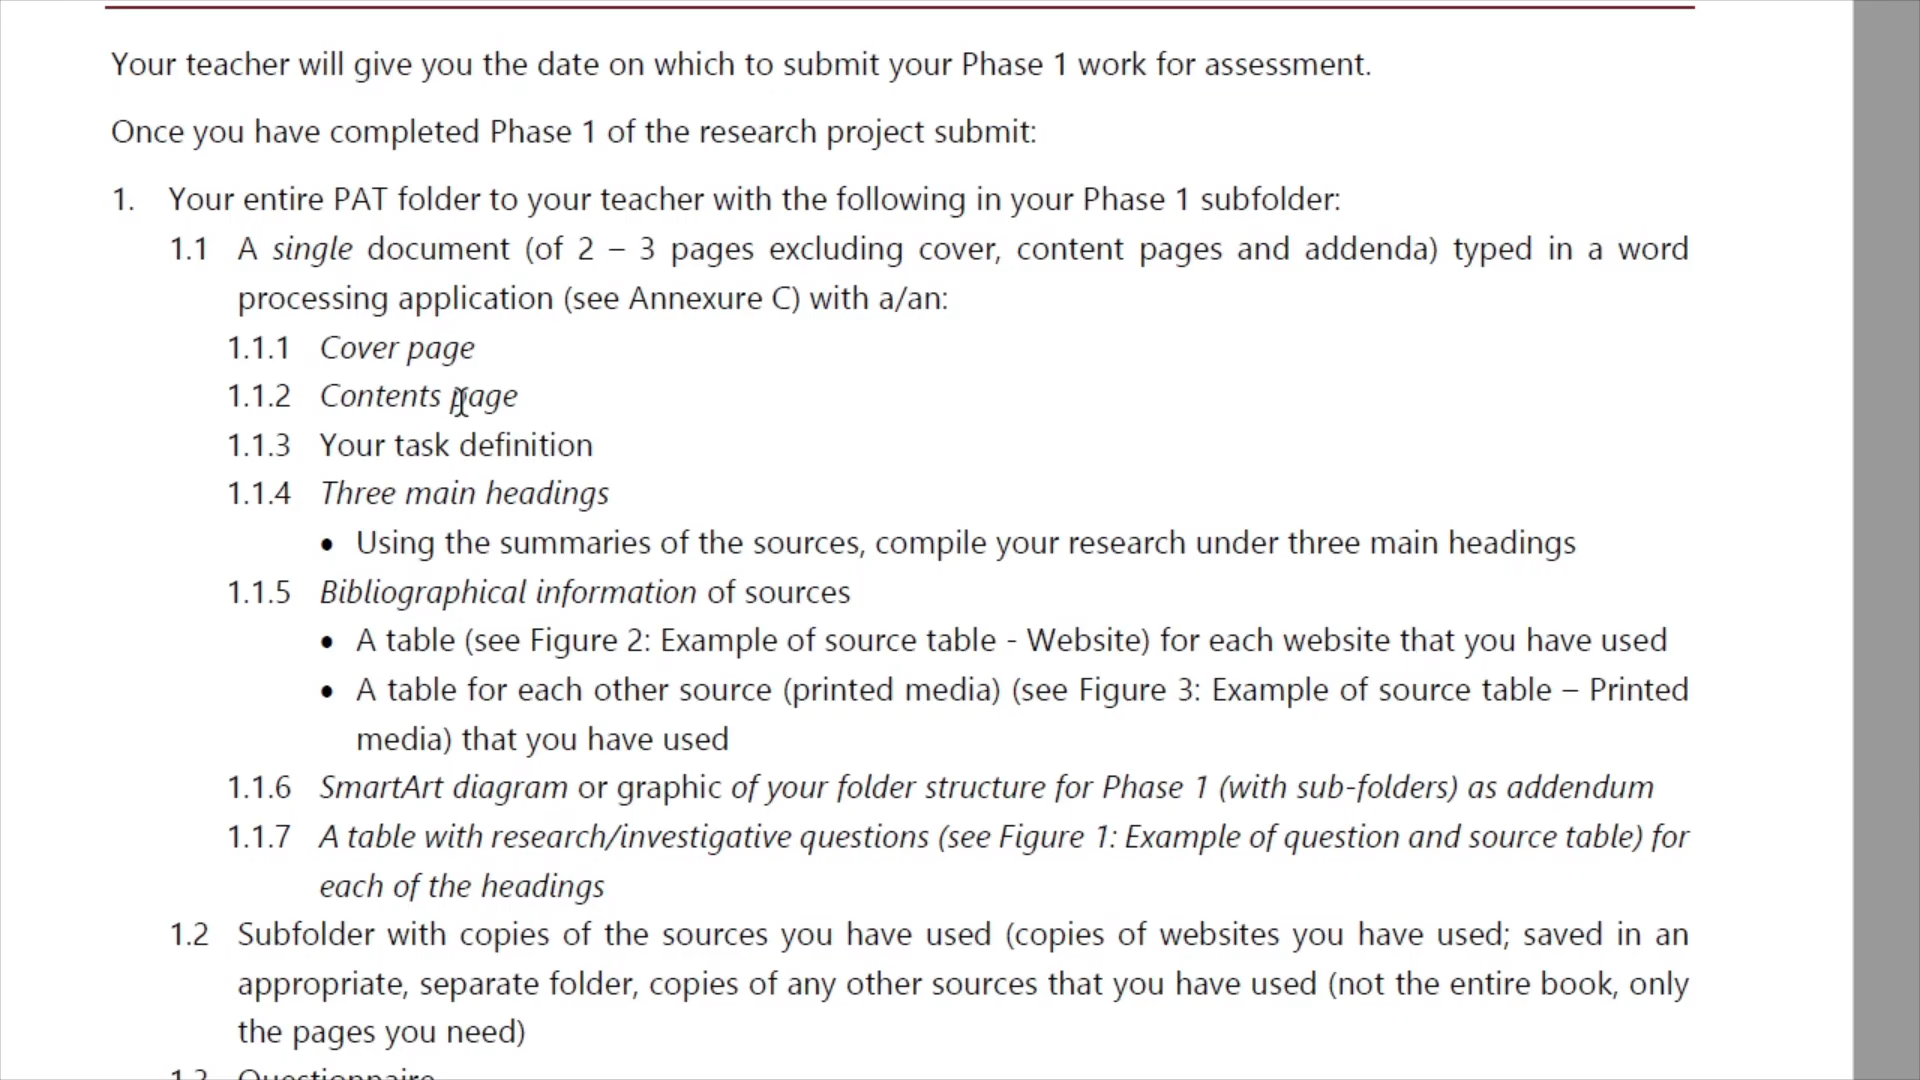 Your teacher will give you the date on which to submit your Phase 1 work for assessment.
Once you have completed Phase 1 of the research project submit:
1. Your entire PAT folder to your teacher with the following in your Phase 1 subfolder:
1.1 A single document (of 2 – 3 pages excluding cover, content pages and addenda) typed in a word
processing application (see Annexure C) with a/an:
1.1.1 Cover page
1.1.2 Contents page
1.1.3 Your task definition
1.1.4 Three main headings
• Using the summaries of the sources, compile your research under three main headings
1.1.5 Bibliographical information of sources
• A table (see Figure 2: Example of source table - Website) for each website that you have used
• A table for each other source (printed media) (see Figure 3: Example of source table – Printed
media) that you have used
1.1.6 SmartArt diagram or graphic of your folder structure for Phase 1 (with sub-folders) as addendum
1.1.7 A table with research/investigative questions (see Figure 1: Example of question and source table) for
each of the headings
1.2 Subfolder with copies of the sources you have used (copies of websites you have used; saved in an
appropriate, separate folder, copies of any other sources that you have used (not the entire book, only
the pages you need)
1.3 Questionnaire